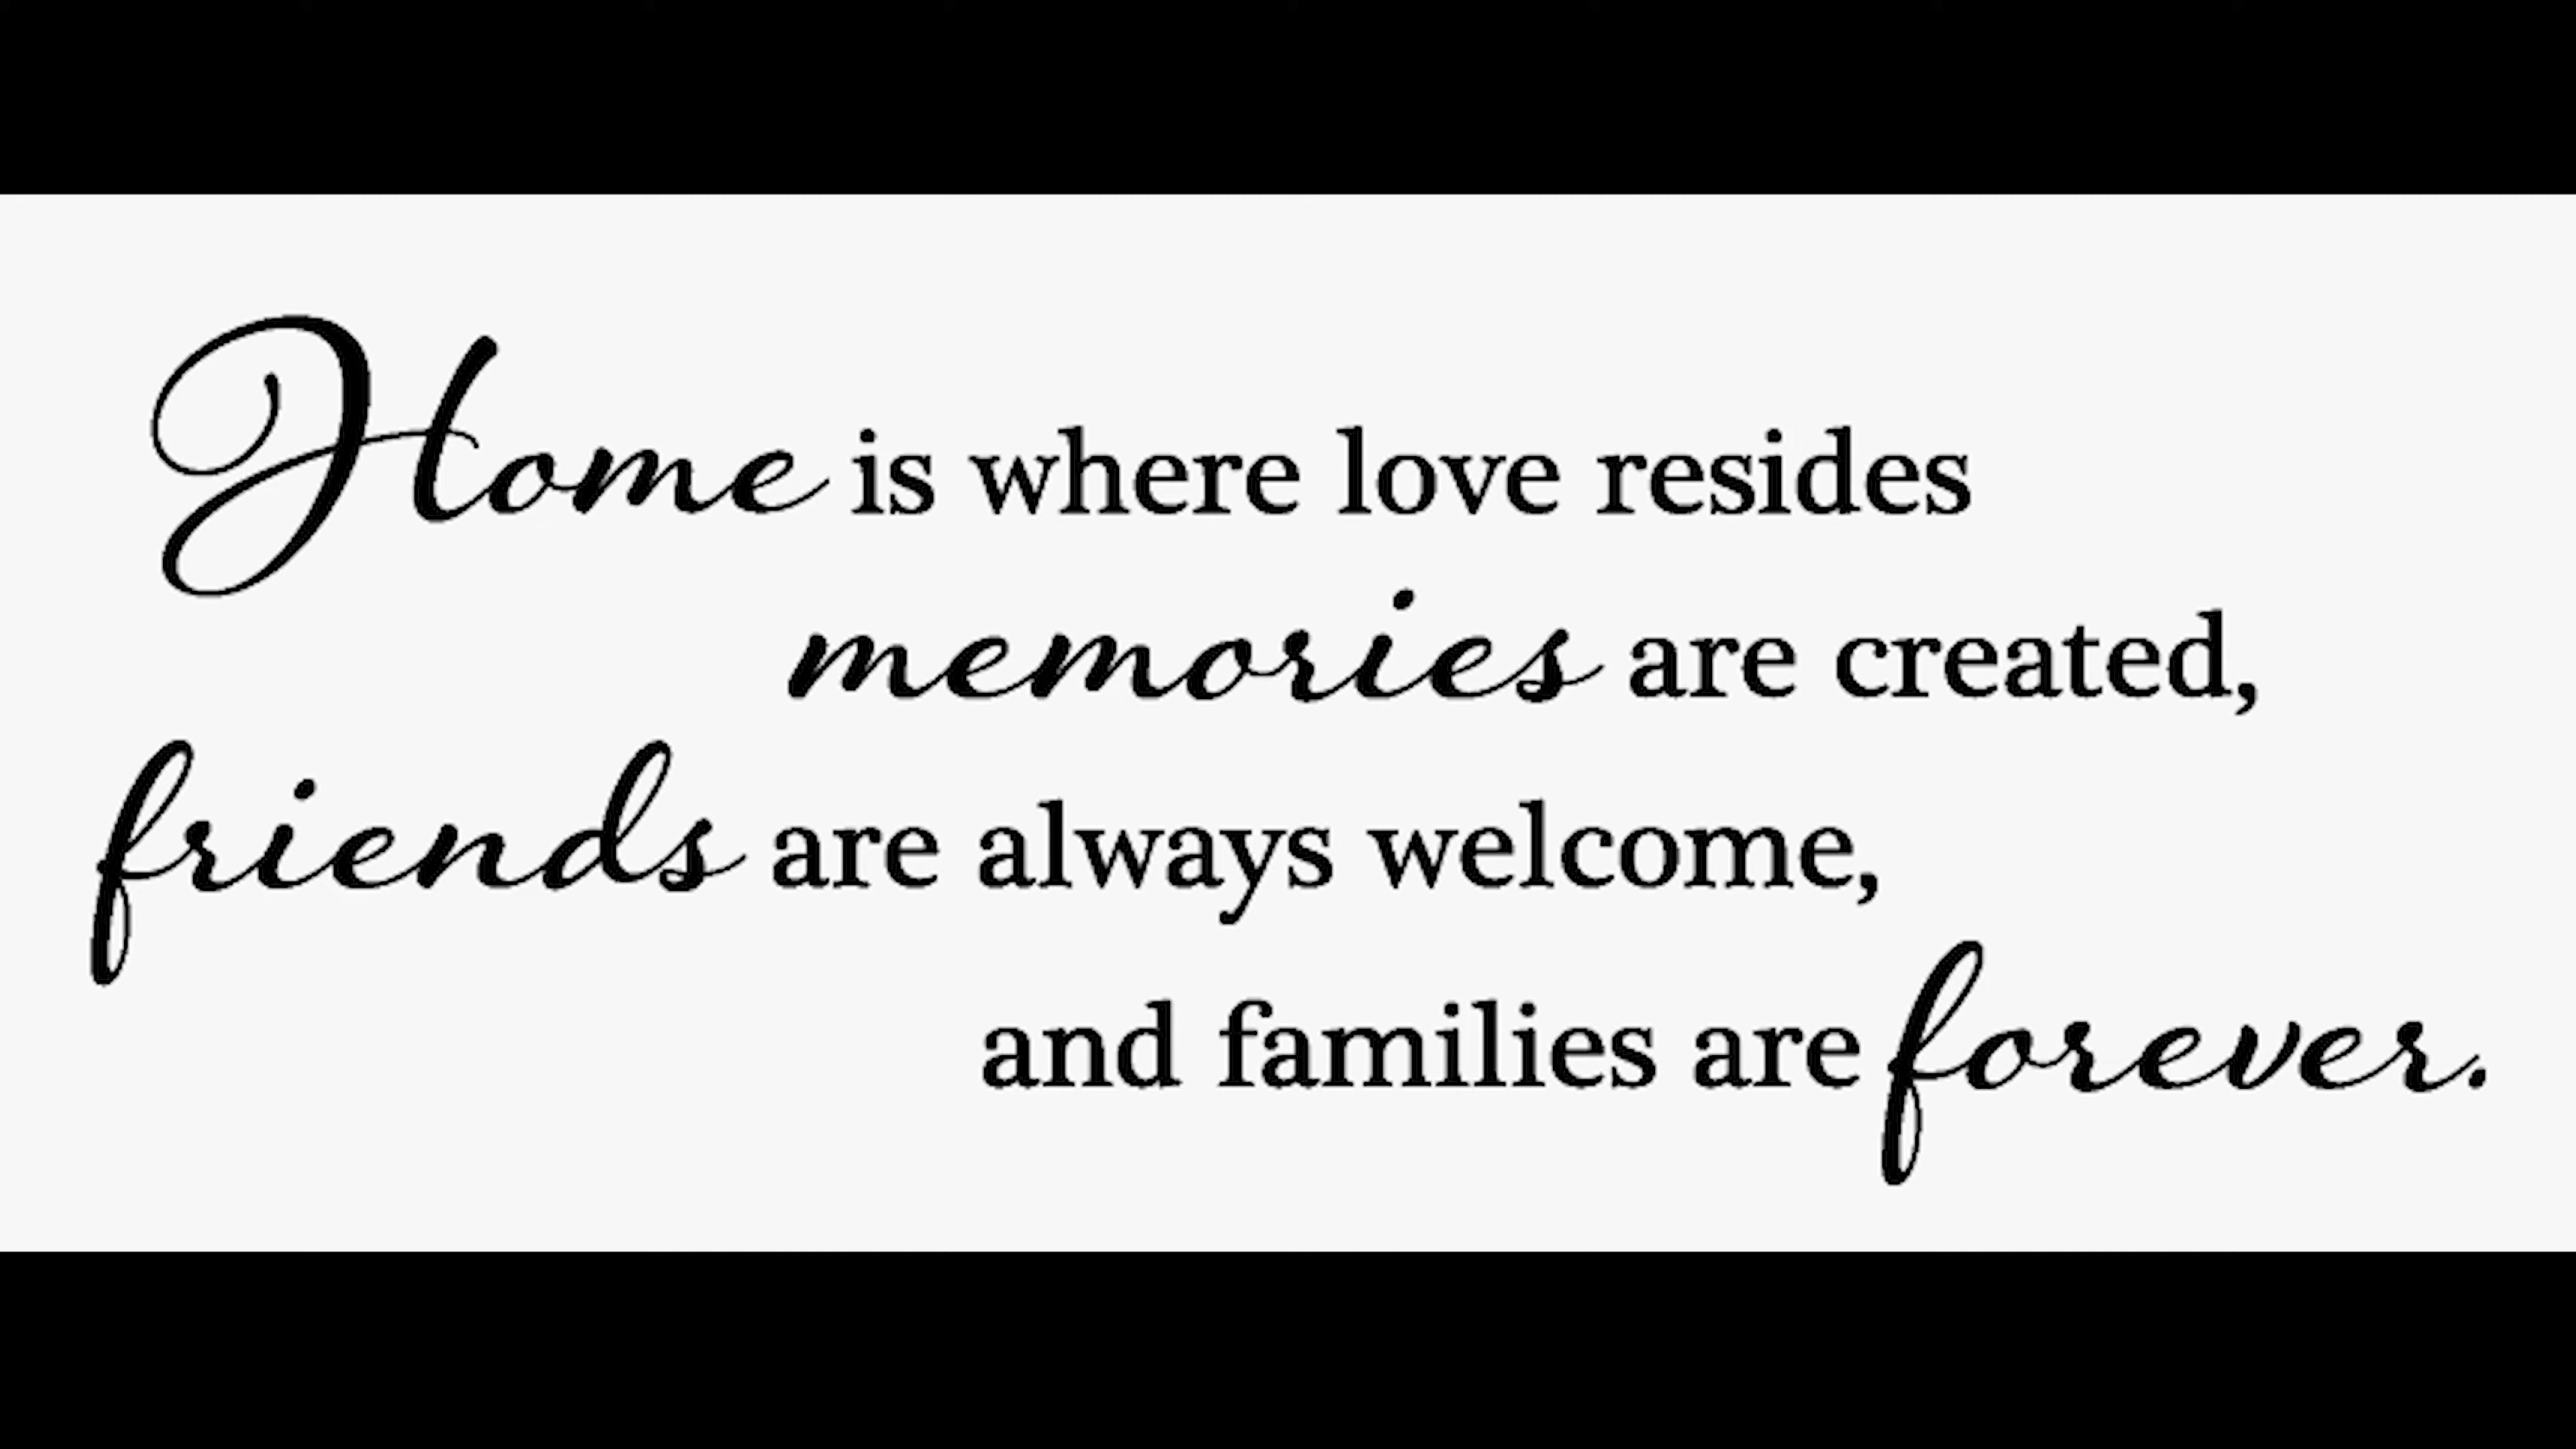 Home is where love resides
memories are created,
friends are always welcome,
and families are forever.